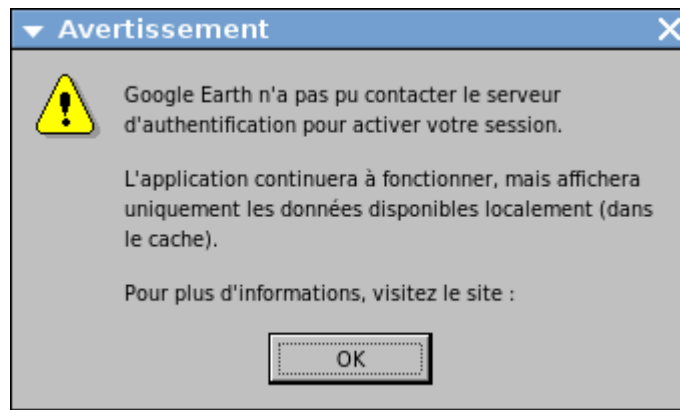 Avertissement
Google Earth n'a pas pu contacter le serveur
d'authentification pour activer votre session.
L'application continuera à fonctionner, mais affichera
uniquement les données disponibles localement (dans
le cache).
Pour plus d'informations, visitez le site :
OK